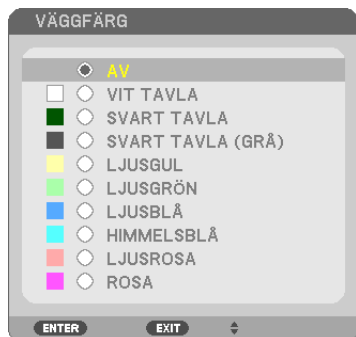 VÄGGFÄRG
AV
VIT TAVLA
SVART TAVLA
SVART TAVLA (GRÅ)
LJUSGUL
LJUSGRÖN
LJUSBLÅ
HIMMELSBLÅ
LJUSROSA
ROSA
ENTER EXIT